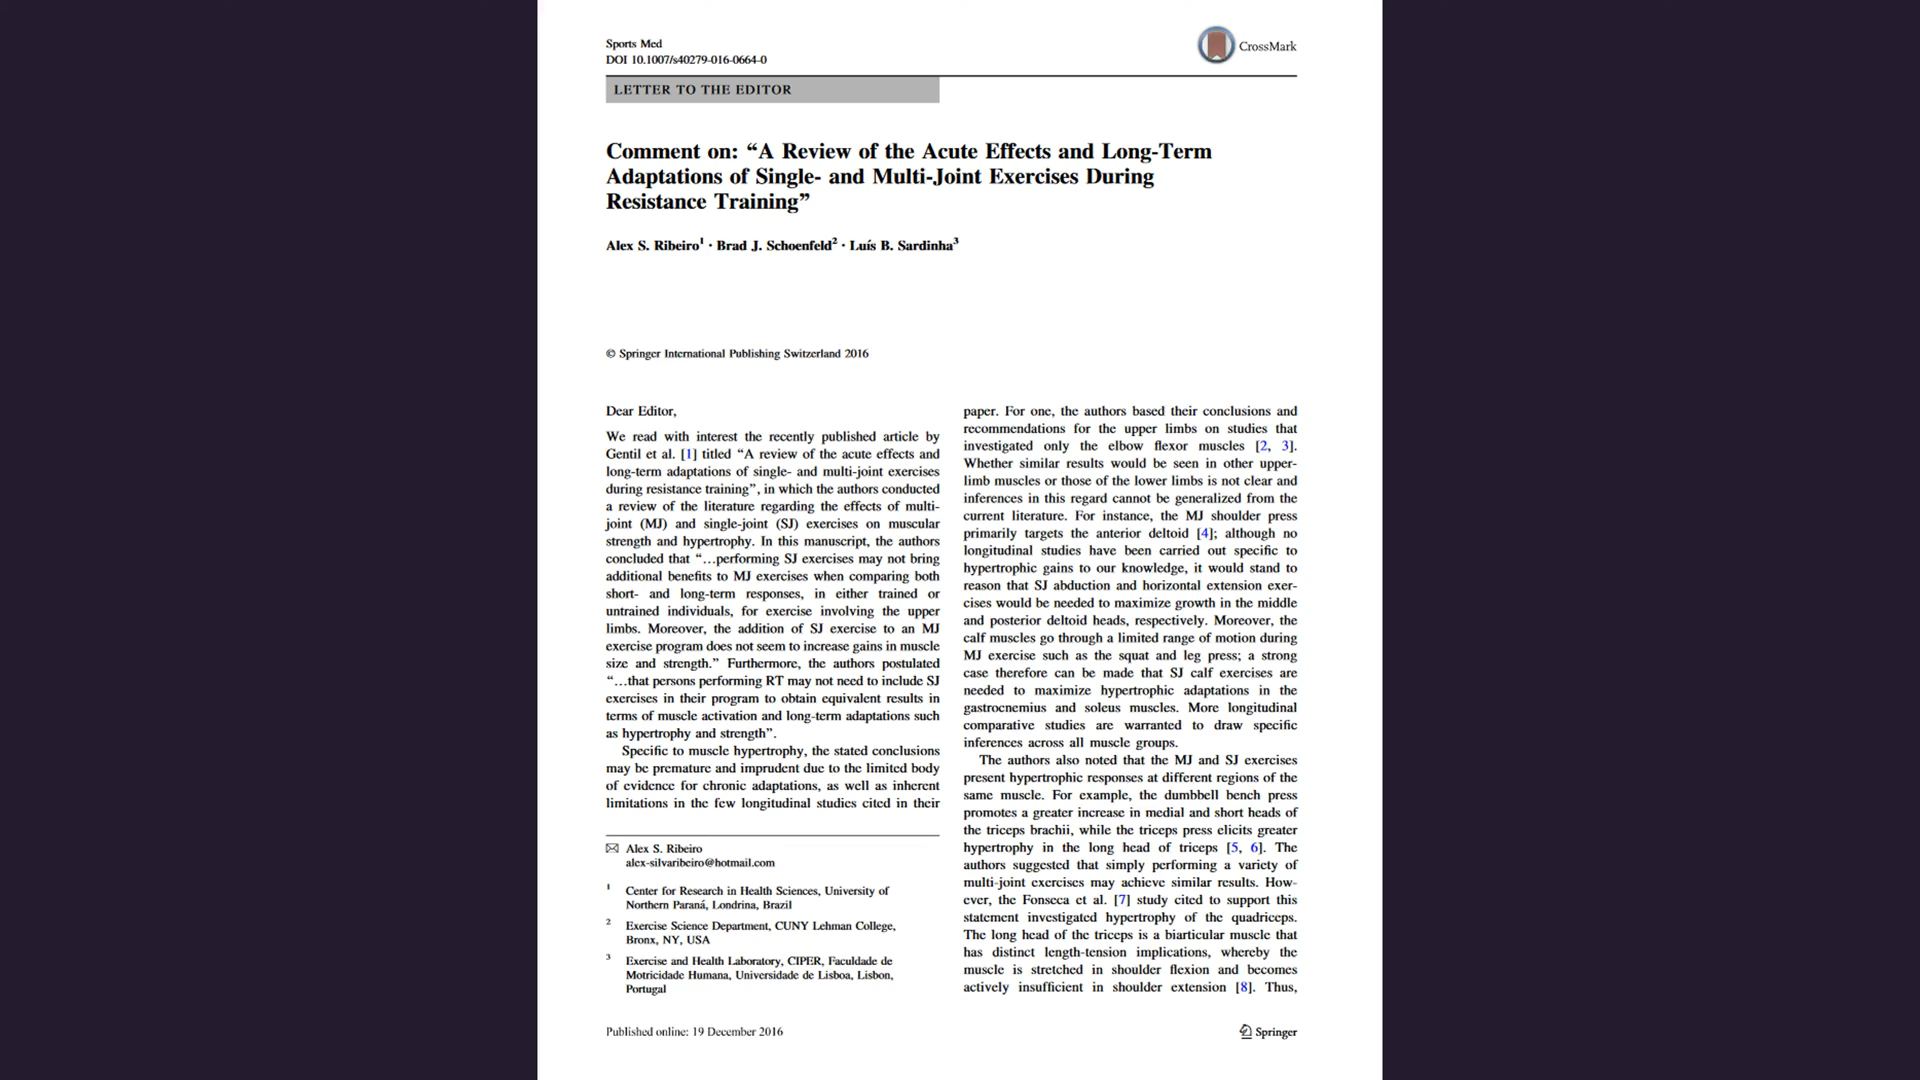 Sports Med
DOI 10.1007/s40279-016-0664-0
CrossMark
LETTER TO THE EDITOR
Comment on: “A Review of the Acute Effects and Long-Term
Adaptations of Single- and Multi-Joint Exercises During
Resistance Training”
Alex S. Ribeiro1 · Brad J. Schoenfeld2 · Luís B. Sardinha3
© Springer International Publishing Switzerland 2016
Dear Editor,
We read with interest the recently published article by
Gentil et al. [1] titled “A review of the acute effects and
long-term adaptations of single- and multi-joint exercises
during resistance training”, in which the authors conducted
a review of the literature regarding the effects of multi-
joint (MJ) and single-joint (SJ) exercises on muscular
strength and hypertrophy. In this manuscript, the authors
concluded that “…performing SJ exercises may not bring
additional benefits to MJ exercises when comparing both
short- and long-term responses, in either trained or
untrained individuals, for exercise involving the upper
limbs. Moreover, the addition of SJ exercise to an MJ
exercise program does not seem to increase gains in muscle
size and strength.” Furthermore, the authors postulated
“…that persons performing RT may not need to include SJ
exercises in their program to obtain equivalent results in
terms of muscle activation and long-term adaptations such
as hypertrophy and strength”.
Specific to muscle hypertrophy, the stated conclusions
may be premature and imprudent due to the limited body
of evidence for chronic adaptations, as well as inherent
limitations in the few longitudinal studies cited in their
Alex S. Ribeiro
alex-silvaribeiro@hotmail.com
1 Center for Research in Health Sciences, University of
Northern Paraná, Londrina, Brazil
2 Exercise Science Department, CUNY Lehman College,
Bronx, NY, USA
3 Exercise and Health Laboratory, CIPER, Faculdade de
Motricidade Humana, Universidade de Lisboa, Lisbon,
Portugal
paper. For one, the authors based their conclusions and
recommendations for the upper limbs on studies that
investigated only the elbow flexor muscles [2, 3].
Whether similar results would be seen in other upper-
limb muscles or those of the lower limbs is not clear and
inferences in this regard cannot be generalized from the
current literature. For instance, the MJ shoulder press
primarily targets the anterior deltoid [4]; although no
longitudinal studies have been carried out specific to
hypertrophic gains to our knowledge, it would stand to
reason that SJ abduction and horizontal extension exer-
cises would be needed to maximize growth in the middle
and posterior deltoid heads, respectively. Moreover, the
calf muscles go through a limited range of motion during
MJ exercise such as the squat and leg press; a strong
case therefore can be made that SJ calf exercises are
needed to maximize hypertrophic adaptations in the
gastrocnemius and soleus muscles. More longitudinal
comparative studies are warranted to draw specific
inferences across all muscle groups.
The authors also noted that the MJ and SJ exercises
present hypertrophic responses at different regions of the
same muscle. For example, the dumbbell bench press
promotes a greater increase in medial and short heads of
the triceps brachii, while the triceps press elicits greater
hypertrophy in the long head of triceps [5, 6]. The
authors suggested that simply performing a variety of
multi-joint exercises may achieve similar results. How-
ever, the Fonseca et al. [7] study cited to support this
statement investigated hypertrophy of the quadriceps.
The long head of the triceps is a biarticular muscle that
has distinct length-tension implications, whereby the
muscle is stretched in shoulder flexion and becomes
actively insufficient in shoulder extension [8]. Thus,
Published online: 19 December 2016
Springer